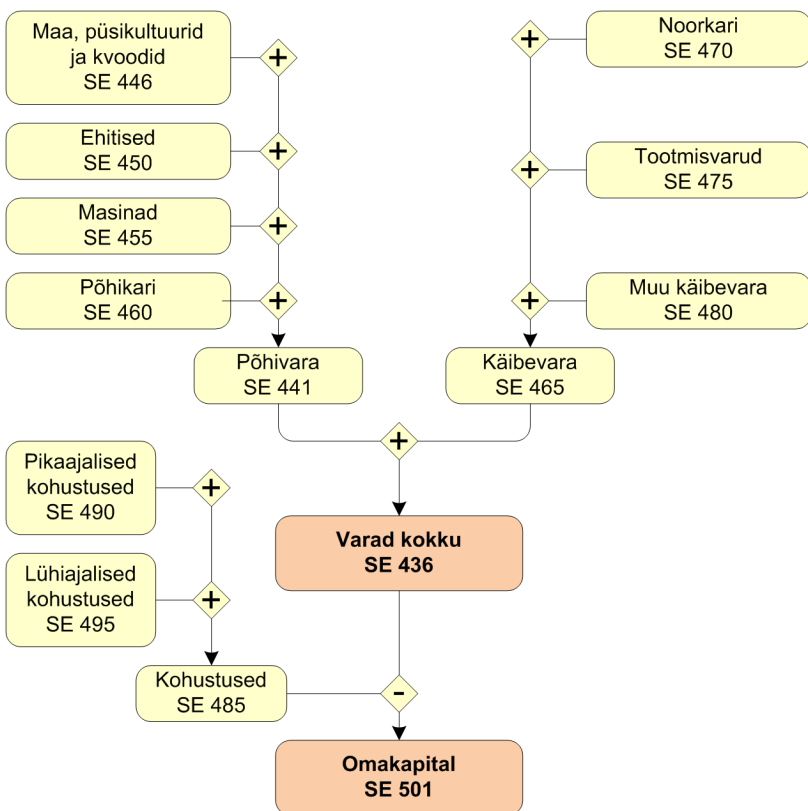 Maa, püsikultuurid
ja kvoodid
SE 446
+
Noorkari
SE 470
+
Ehitised
SE 450
+
Tootmisvarud
SE 475
+
Masinad
SE 455
+
Põhikari
SE 460
+
Muu käibevara
SE 480
+
Põhivara
SE 441
Käibevara
SE 465
+
Pikaajalised
kohustused
SE 490
+
Varad kokku
SE 436
Lühiajalised
kohustused
SE 495
+
Kohustused
SE 485
-
Omakapital
SE 501